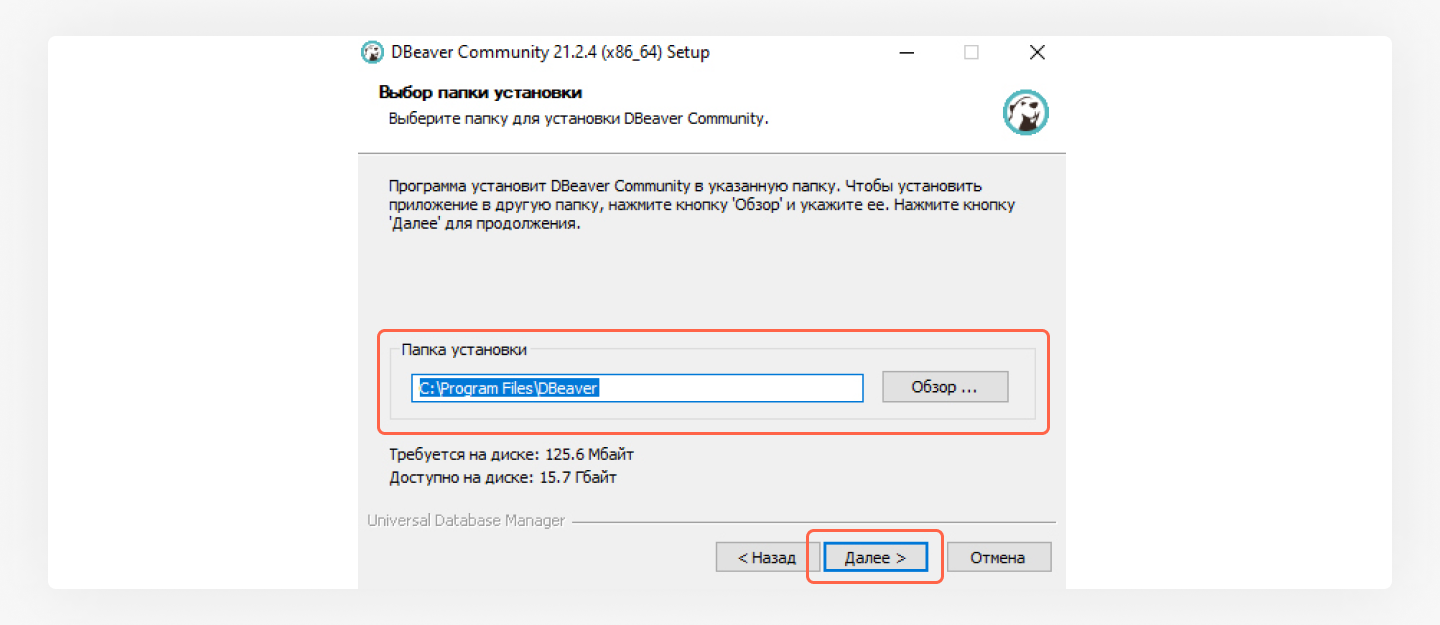 DBeaver Community 21.2.4 (x86_64) Setup
Выбор папки установки
Выберите папку для установки DBeaver Community.
Программа установит DBeaver Community в указанную папку. Чтобы установить
приложение в другую папку, нажмите кнопку 'Обзор' и укажите ее. Нажмите кнопку
'Далее' для продолжения.
Папка установки
C:\Program Files\DBeaver
Обзор ...
Требуется на диске: 125.6 Мбайт
Доступно на диске: 15.7 Гбайт
Universal Database Manager
< Назад
Далее >
Отмена